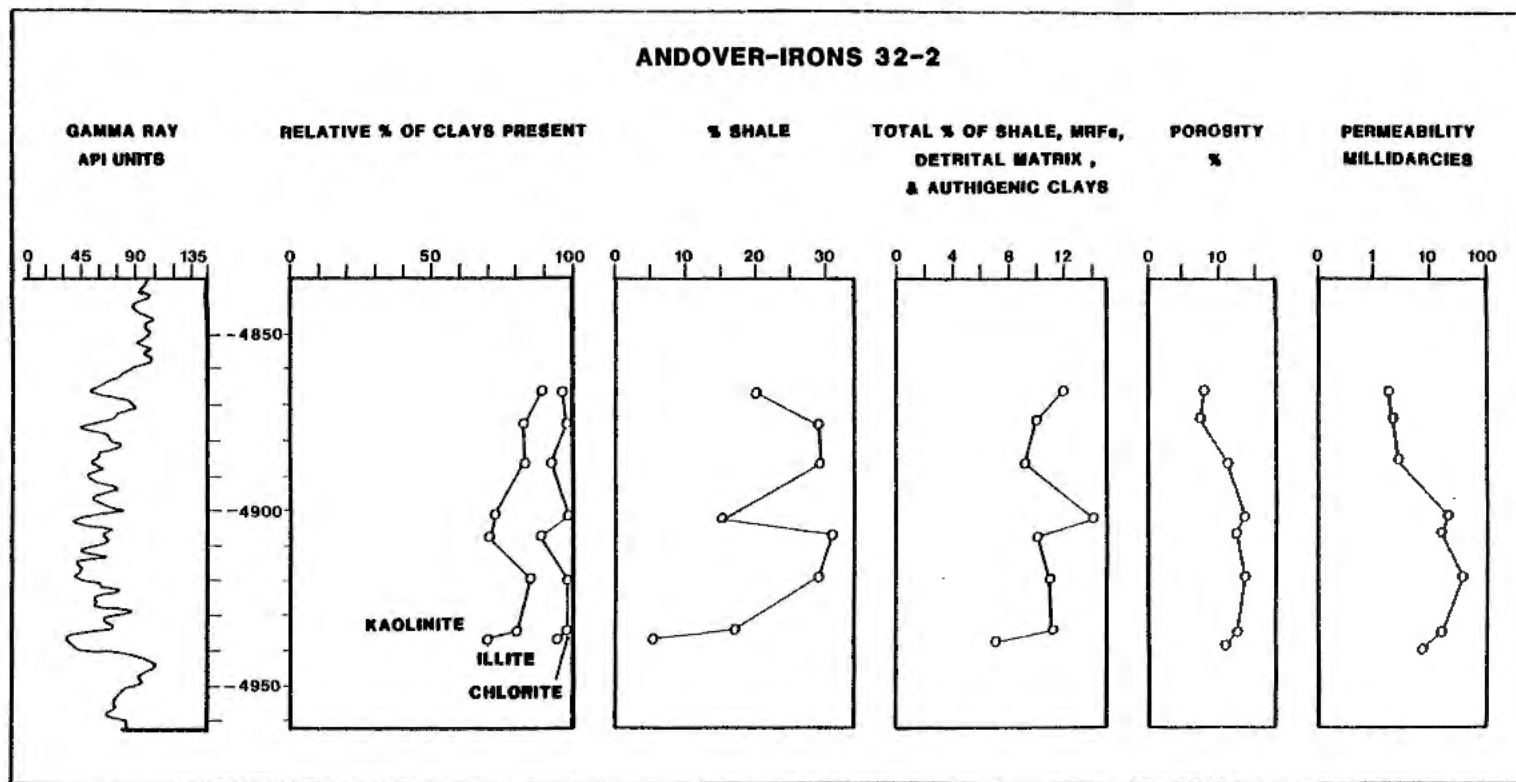 ANDOVER-IRONS 32-2
GAMMA RAY
API UNITS
RELATIVE % OF CLAYS PRESENT
% SHALE
TOTAL % OF SHALE, MRFs,
DETRITAL MATRIX ,
& AUTHIGENIC CLAYS
POROSITY
%
PERMEABILITY
MILLIDARCIES
0 45 90 135
0 50 100
0 10 20 30
0 4 8 12
0 10
0 1 10 100
--4850
--4900
--4950
KAOLINITE
ILLITE
CHLORITE